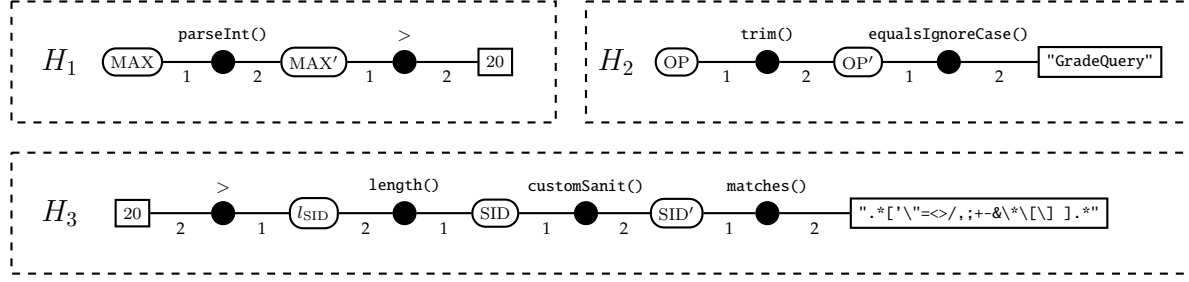 parseInt() > trim() equalsIgnoreCase()
H₁ MAX MAX′ 20 H₂ OP OP′ "GradeQuery"
1 2 1 2 1 2 1 2
> length() customSanit() matches()
H₃ 20 l_SID SID SID′ ".*['\"=<>/,;+-&\*\[\] ].*"
2 1 2 1 1 2 1 2